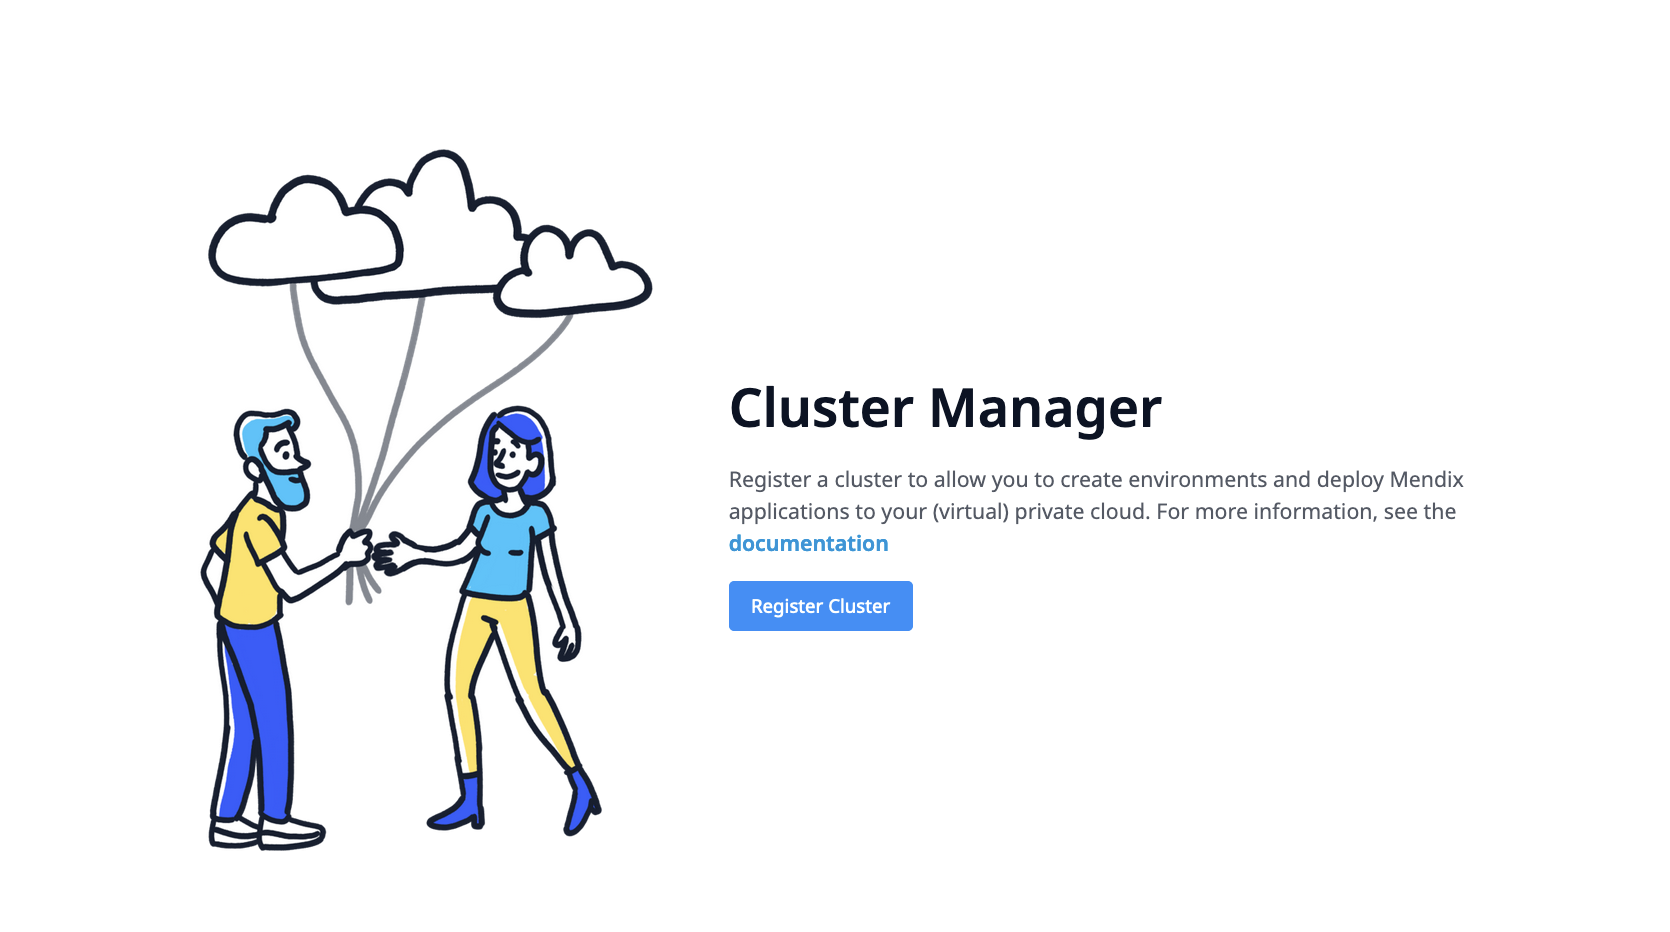 Cluster Manager
Register a cluster to allow you to create environments and deploy Mendix
applications to your (virtual) private cloud. For more information, see the
documentation
Register Cluster